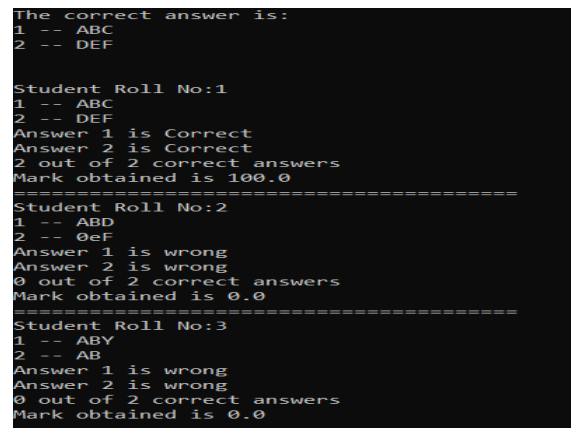 The correct answer is:
1 -- ABC
2 -- DEF
Student Roll No:1
1 -- ABC
2 -- DEF
Answer 1 is Correct
Answer 2 is Correct
2 out of 2 correct answers
Mark obtained is 100.0
==========================================
Student Roll No:2
1 -- ABD
2 -- 0eF
Answer 1 is wrong
Answer 2 is wrong
0 out of 2 correct answers
Mark obtained is 0.0
==========================================
Student Roll No:3
1 -- ABY
2 -- AB
Answer 1 is wrong
Answer 2 is wrong
0 out of 2 correct answers
Mark obtained is 0.0